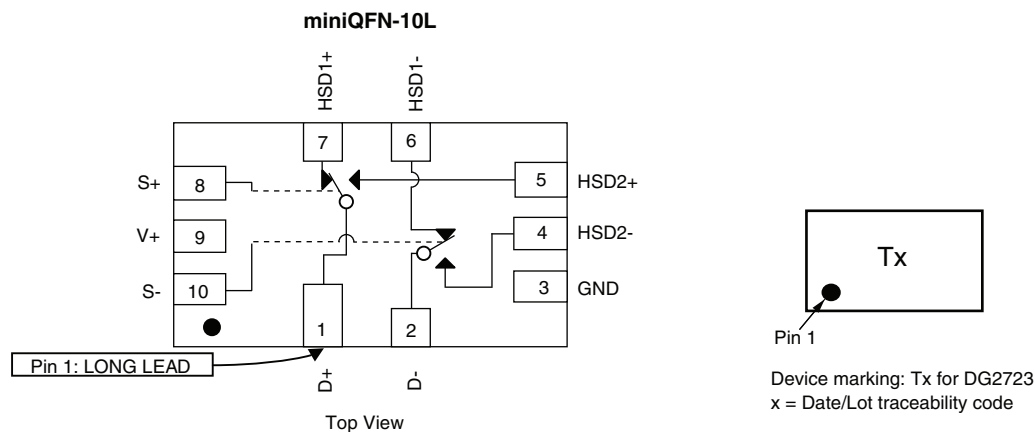 miniQFN-10L
HSD1+
HSD1-
7
6
S+
8
5
HSD2+
V+
9
4
HSD2-
S-
10
3
GND
1
2
Pin 1: LONG LEAD
D+
D-
Top View
Tx
Pin 1
Device marking: Tx for DG2723
x = Date/Lot traceability code